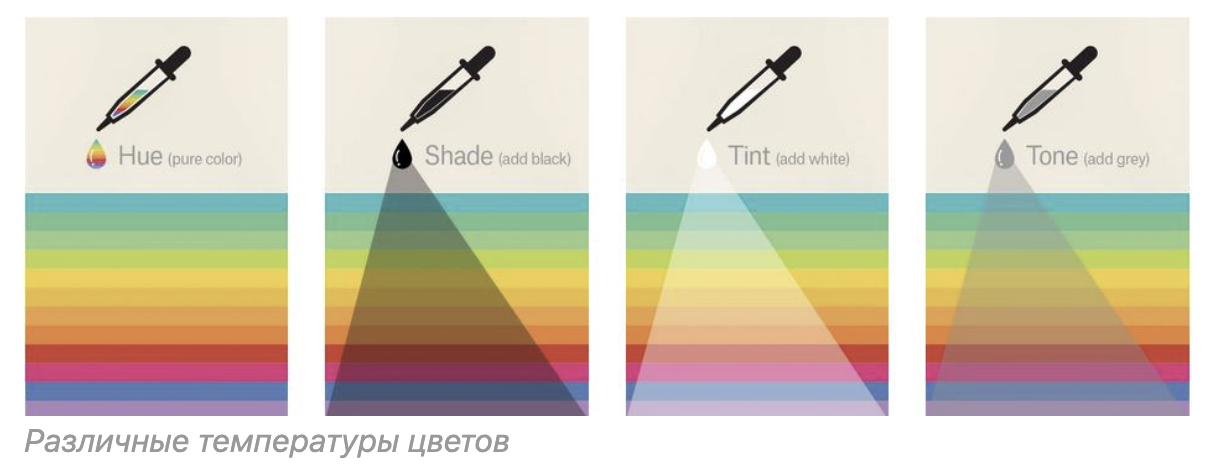 Hue (pure color)
Shade (add black)
Tint (add white)
Tone (add grey)
Различные температуры цветов